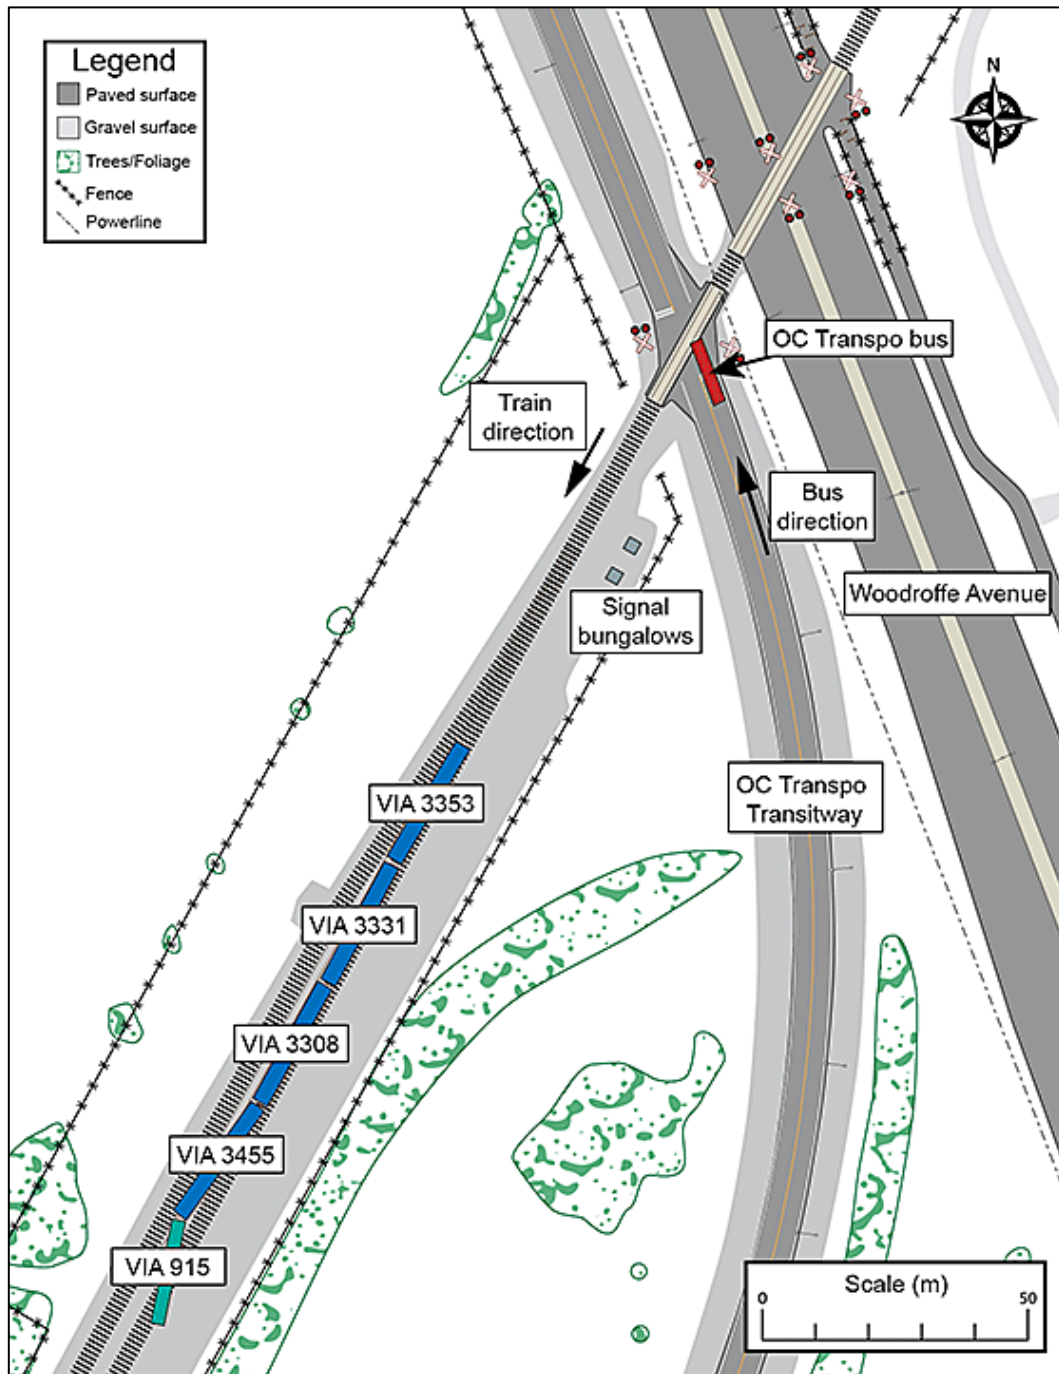 Legend
Paved surface
Gravel surface
Trees/Foliage
Fence
Powerline
N
OC Transpo bus
Train
direction
Bus
direction
Woodroffe Avenue
Signal
bungalows
OC Transpo
Transitway
VIA 3353
VIA 3331
VIA 3308
VIA 3455
VIA 915
Scale (m)
0 50